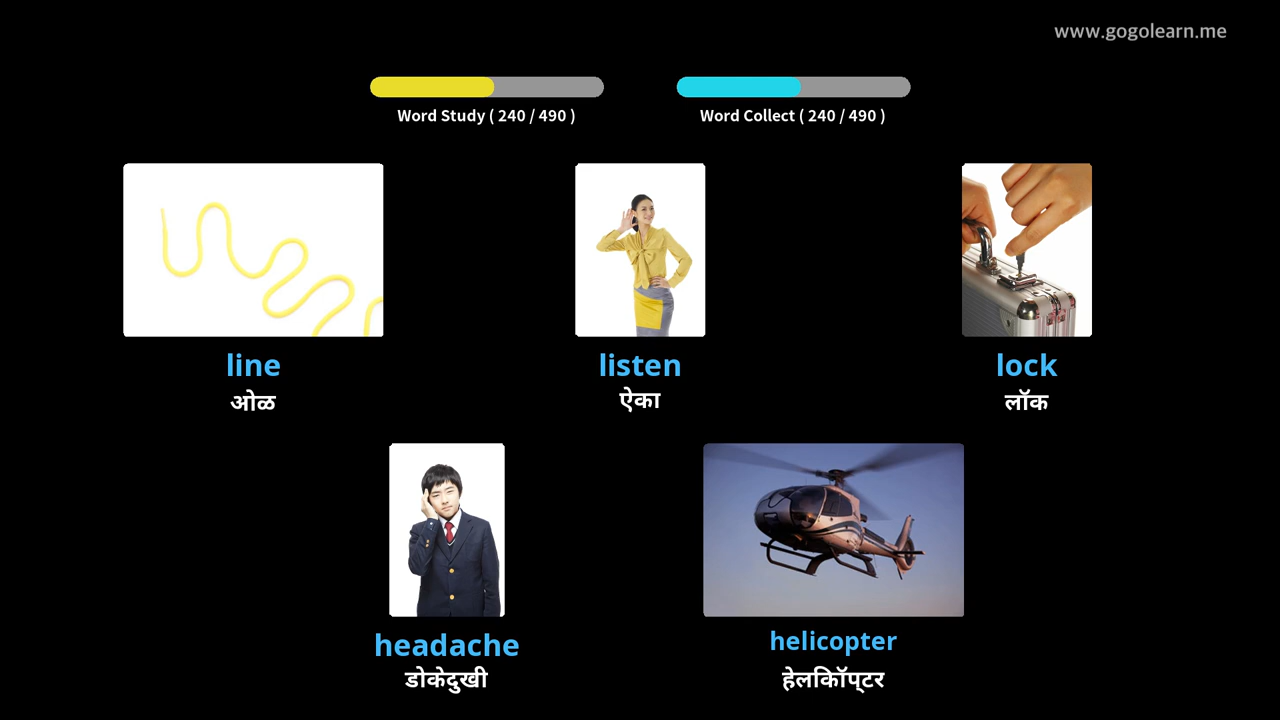 www.gogolearn.me
Word Study ( 240 / 490 )
Word Collect ( 240 / 490 )
line
listen
lock
ओळ
ऐका
लॉक
headache
helicopter
डोकेदुखी
हेलिकॉप्टर